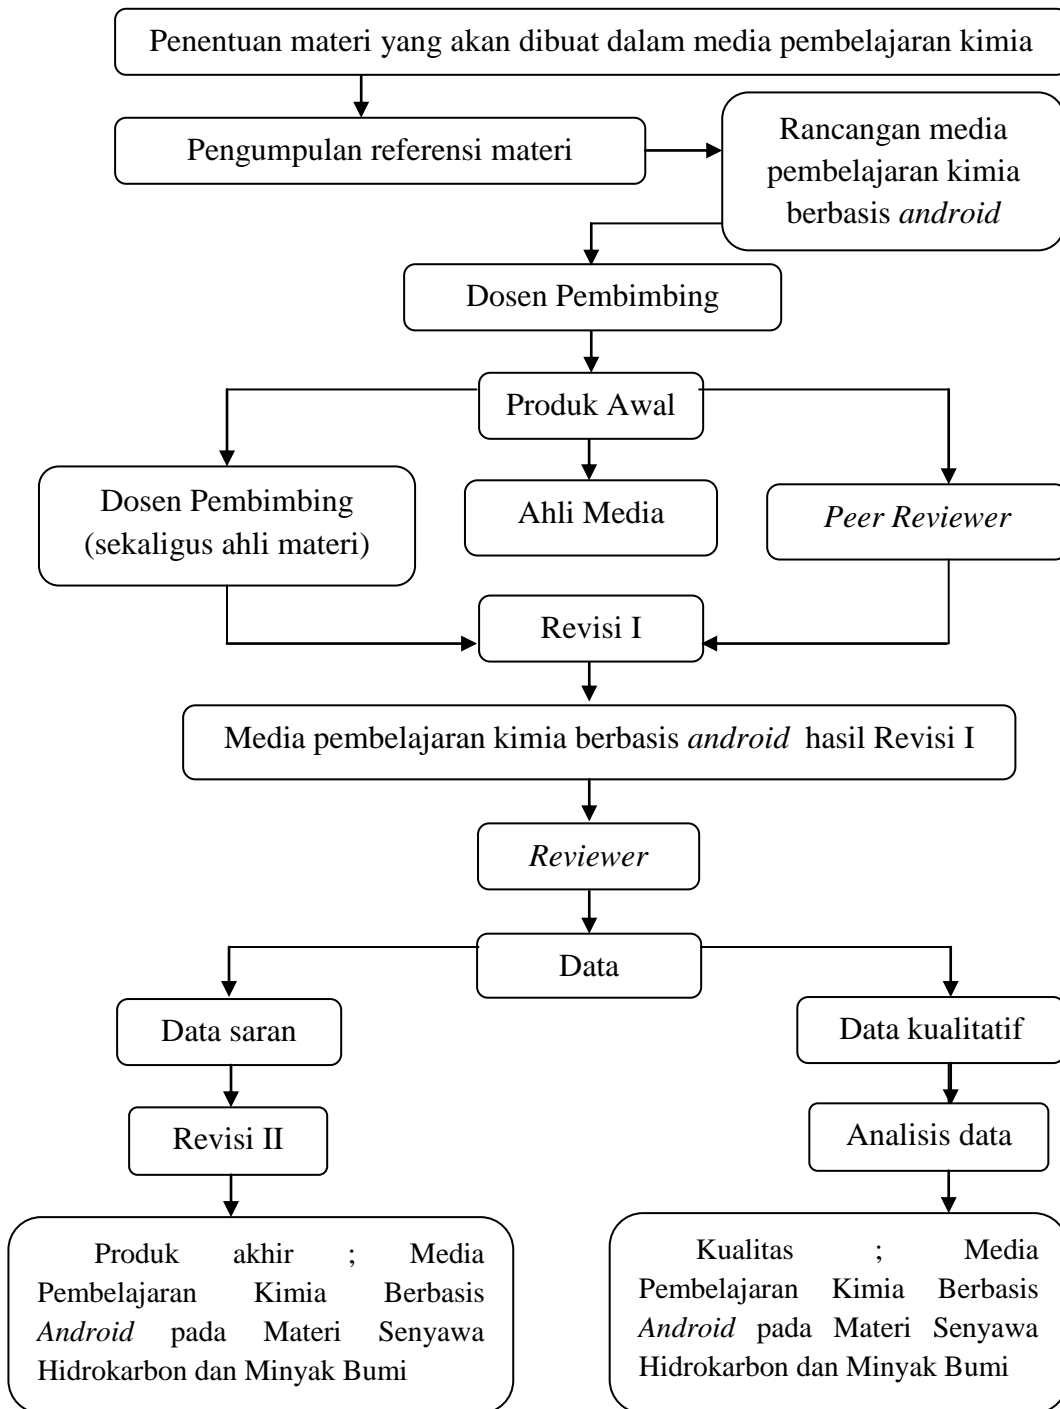 Penentuan materi yang akan dibuat dalam media pembelajaran kimia
Pengumpulan referensi materi
Rancangan media
pembelajaran kimia
berbasis android
Dosen Pembimbing
Produk Awal
Dosen Pembimbing
(sekaligus ahli materi)
Ahli Media
Peer Reviewer
Revisi I
Media pembelajaran kimia berbasis android hasil Revisi I
Reviewer
Data
Data saran
Data kualitatif
Revisi II
Analisis data
Produk akhir ; Media
Pembelajaran Kimia Berbasis
Android pada Materi Senyawa
Hidrokarbon dan Minyak Bumi
Kualitas ; Media
Pembelajaran Kimia Berbasis
Android pada Materi Senyawa
Hidrokarbon dan Minyak Bumi